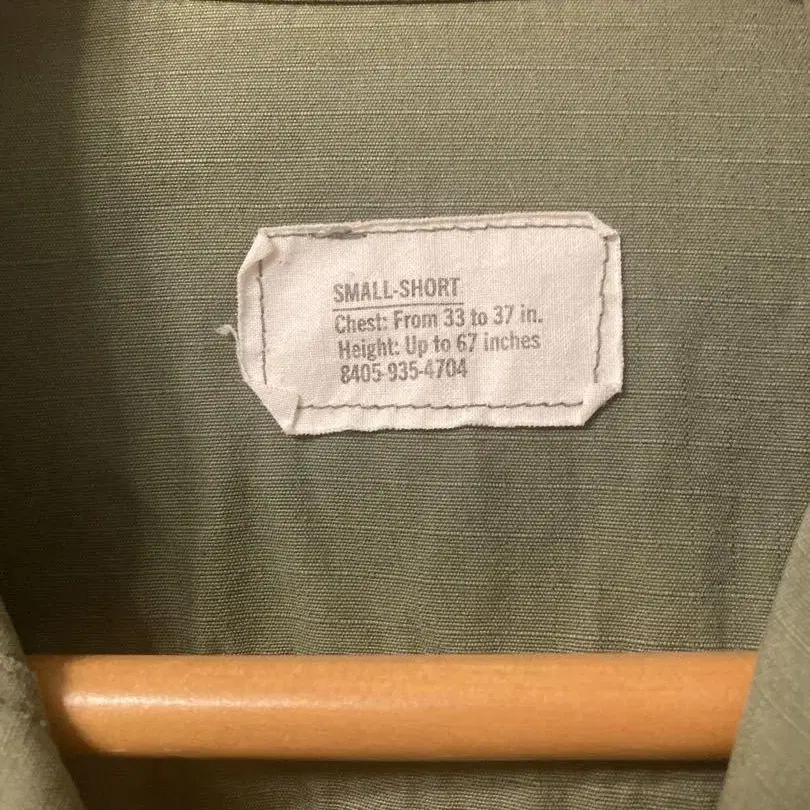 SMALL-SHORT
Chest: From 33 to 37 in.
Height: Up to 67 inches
8405-935-4704